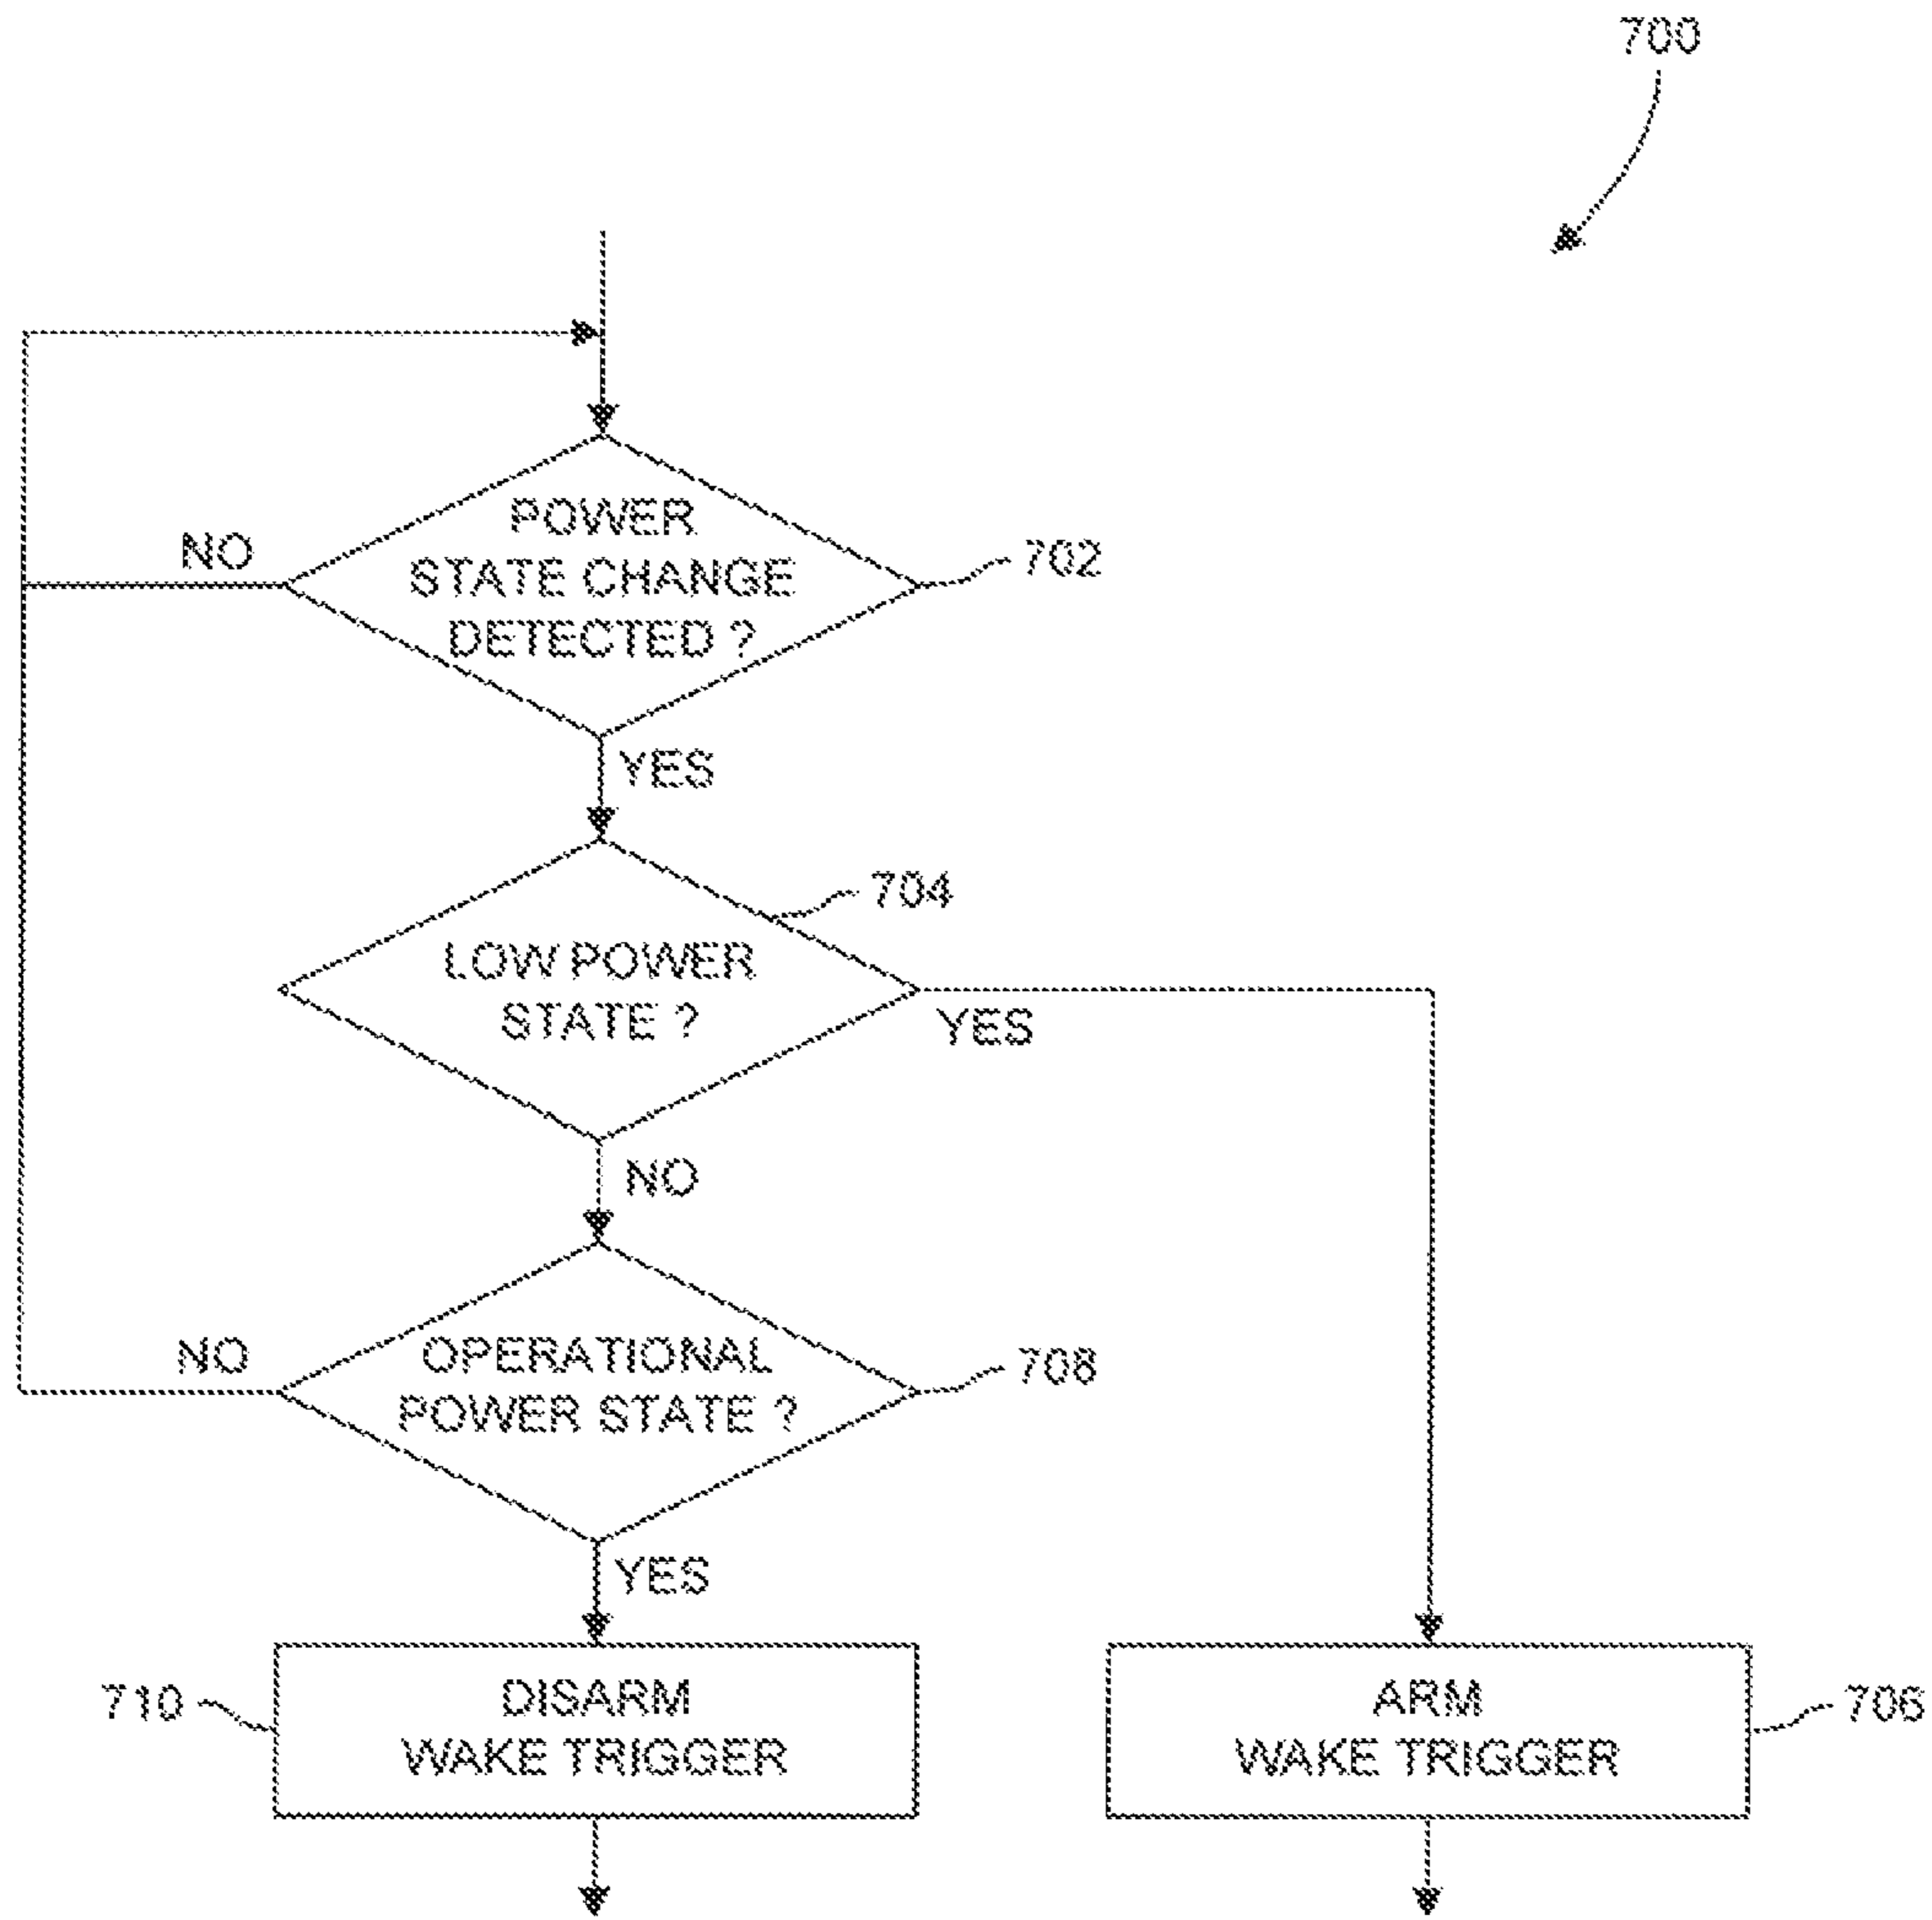 700
POWER
STATE CHANGE
DETECTED ?
NO
702
YES
704
LOW POWER
STATE ?
YES
NO
OPERATIONAL
POWER STATE ?
NO
708
YES
710
DISARM
WAKE TRIGGER
ARM
WAKE TRIGGER
706